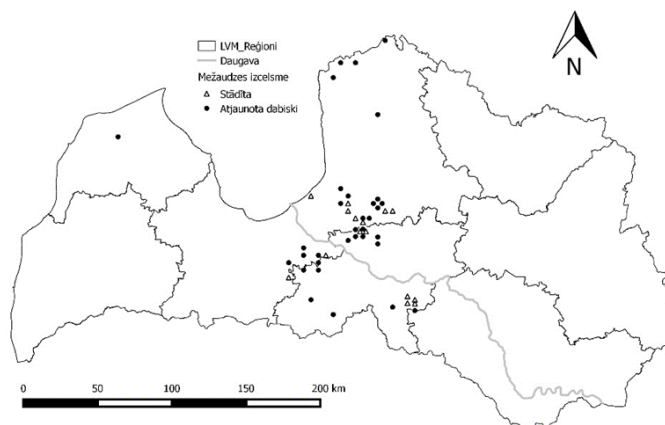 LVM_Reģioni
Daugava
Mežaudzes izcelsme
Stādīta
Atjaunota dabiski
N
0 50 100 150 200 km